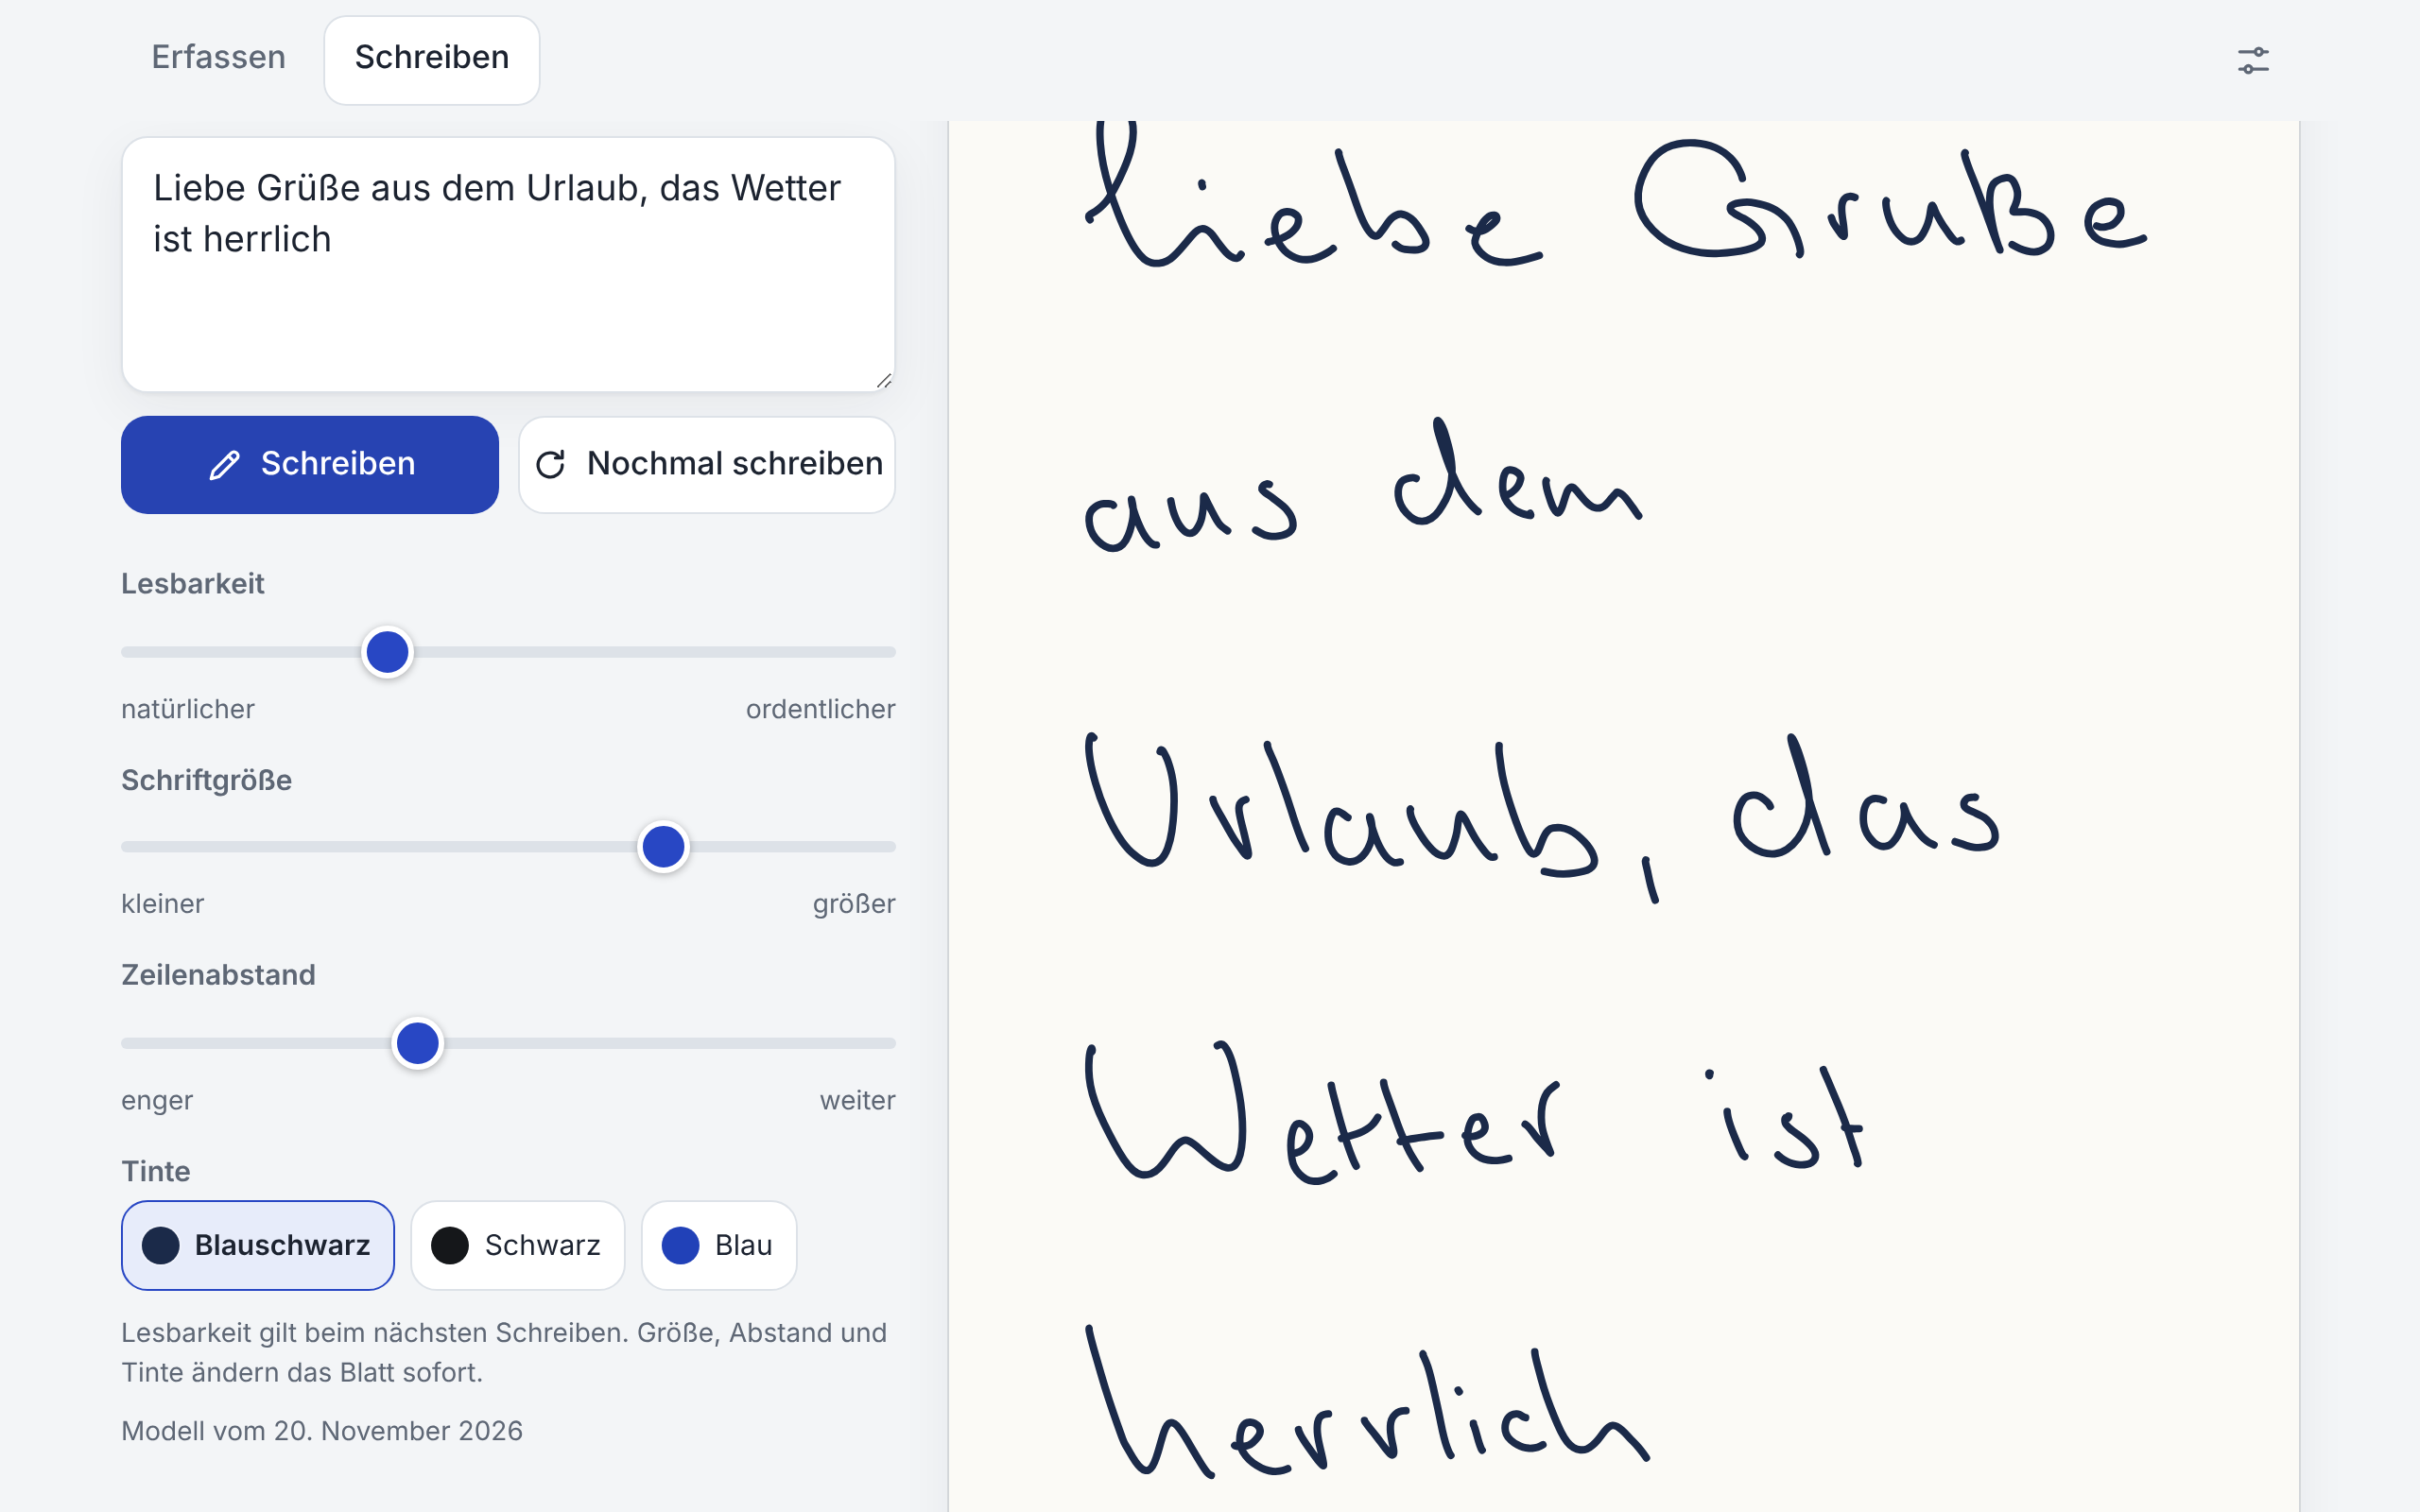 Erfassen
Schreiben
Liebe Grüße aus dem Urlaub, das Wetter
ist herrlich
Schreiben
Nochmal schreiben
Lesbarkeit
natürlicher
ordentlicher
Schriftgröße
kleiner
größer
Zeilenabstand
enger
weiter
Tinte
Blauschwarz
Schwarz
Blau
Lesbarkeit gilt beim nächsten Schreiben. Größe, Abstand und
Tinte ändern das Blatt sofort.
Modell vom 20. November 2026
liebe Gruße
aus dem
Urlaub, das
Wetter ist
herrlich